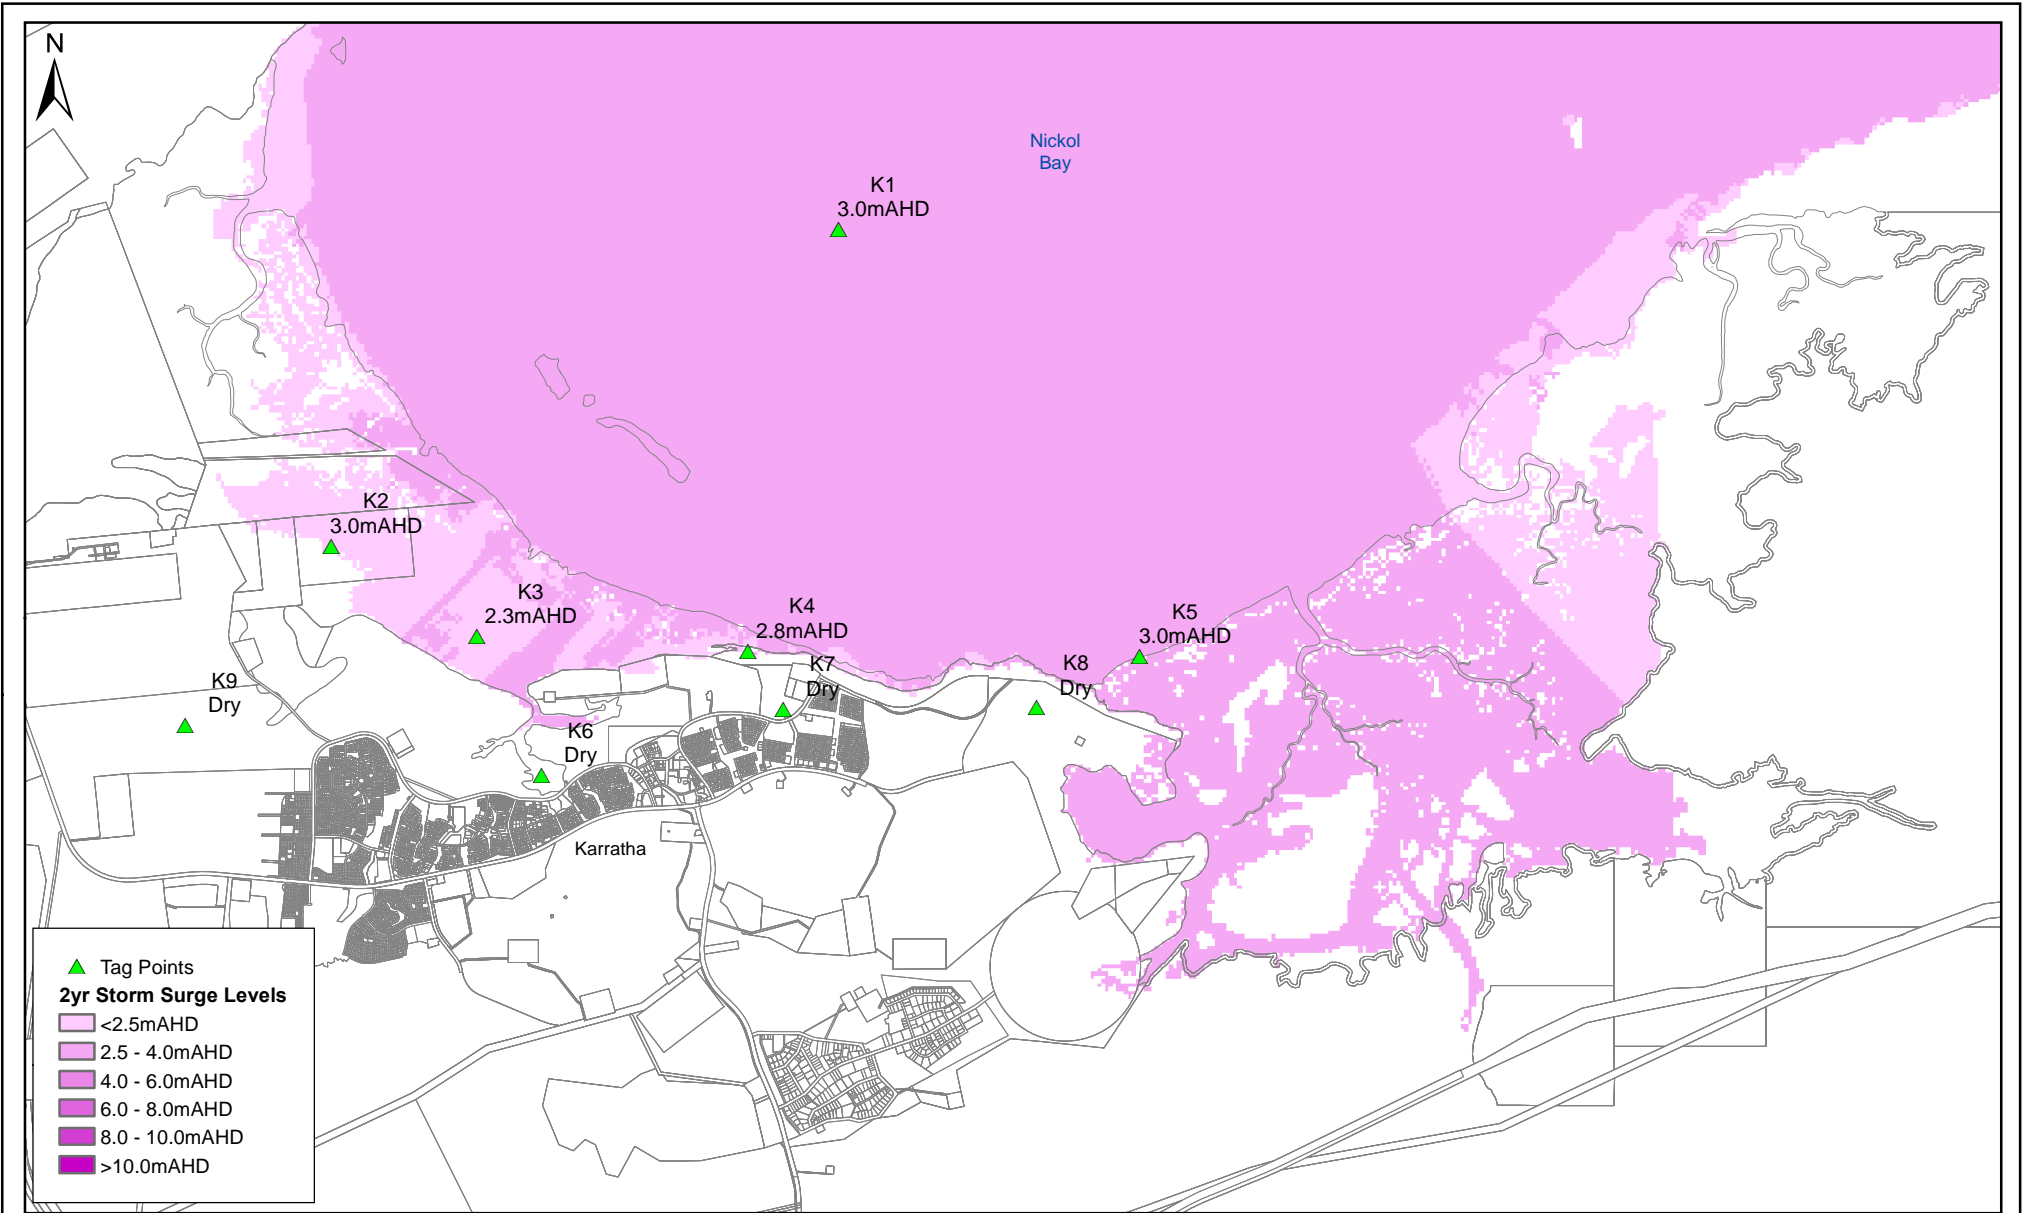 N
Nickol
Bay
K1
3.0mAHD
K2
3.0mAHD
K3
2.3mAHD
K4
2.8mAHD
K5
3.0mAHD
K7
Dry
K8
Dry
K9
Dry
K6
Dry
Karratha
Tag Points
2yr Storm Surge Levels
<2.5mAHD
2.5 - 4.0mAHD
4.0 - 6.0mAHD
6.0 - 8.0mAHD
8.0 - 10.0mAHD
>10.0mAHD